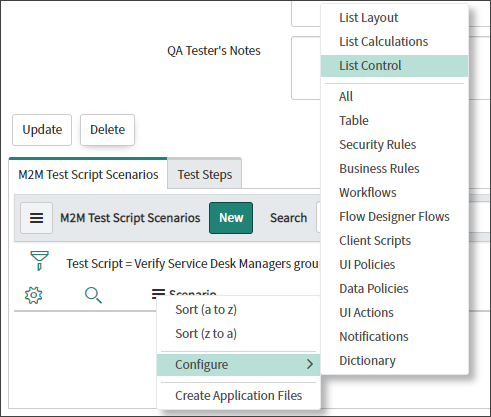 QA Tester's Notes
List Layout
List Calculations
List Control
All
Table
Security Rules
Business Rules
Workflows
Flow Designer Flows
Client Scripts
UI Policies
Data Policies
UI Actions
Notifications
Dictionary
Update Delete
M2M Test Script Scenarios Test Steps
M2M Test Script Scenarios New Search
Test Script = Verify Service Desk Managers
Scenario
Sort (a to z)
Sort (z to a)
Configure
Create Application Files